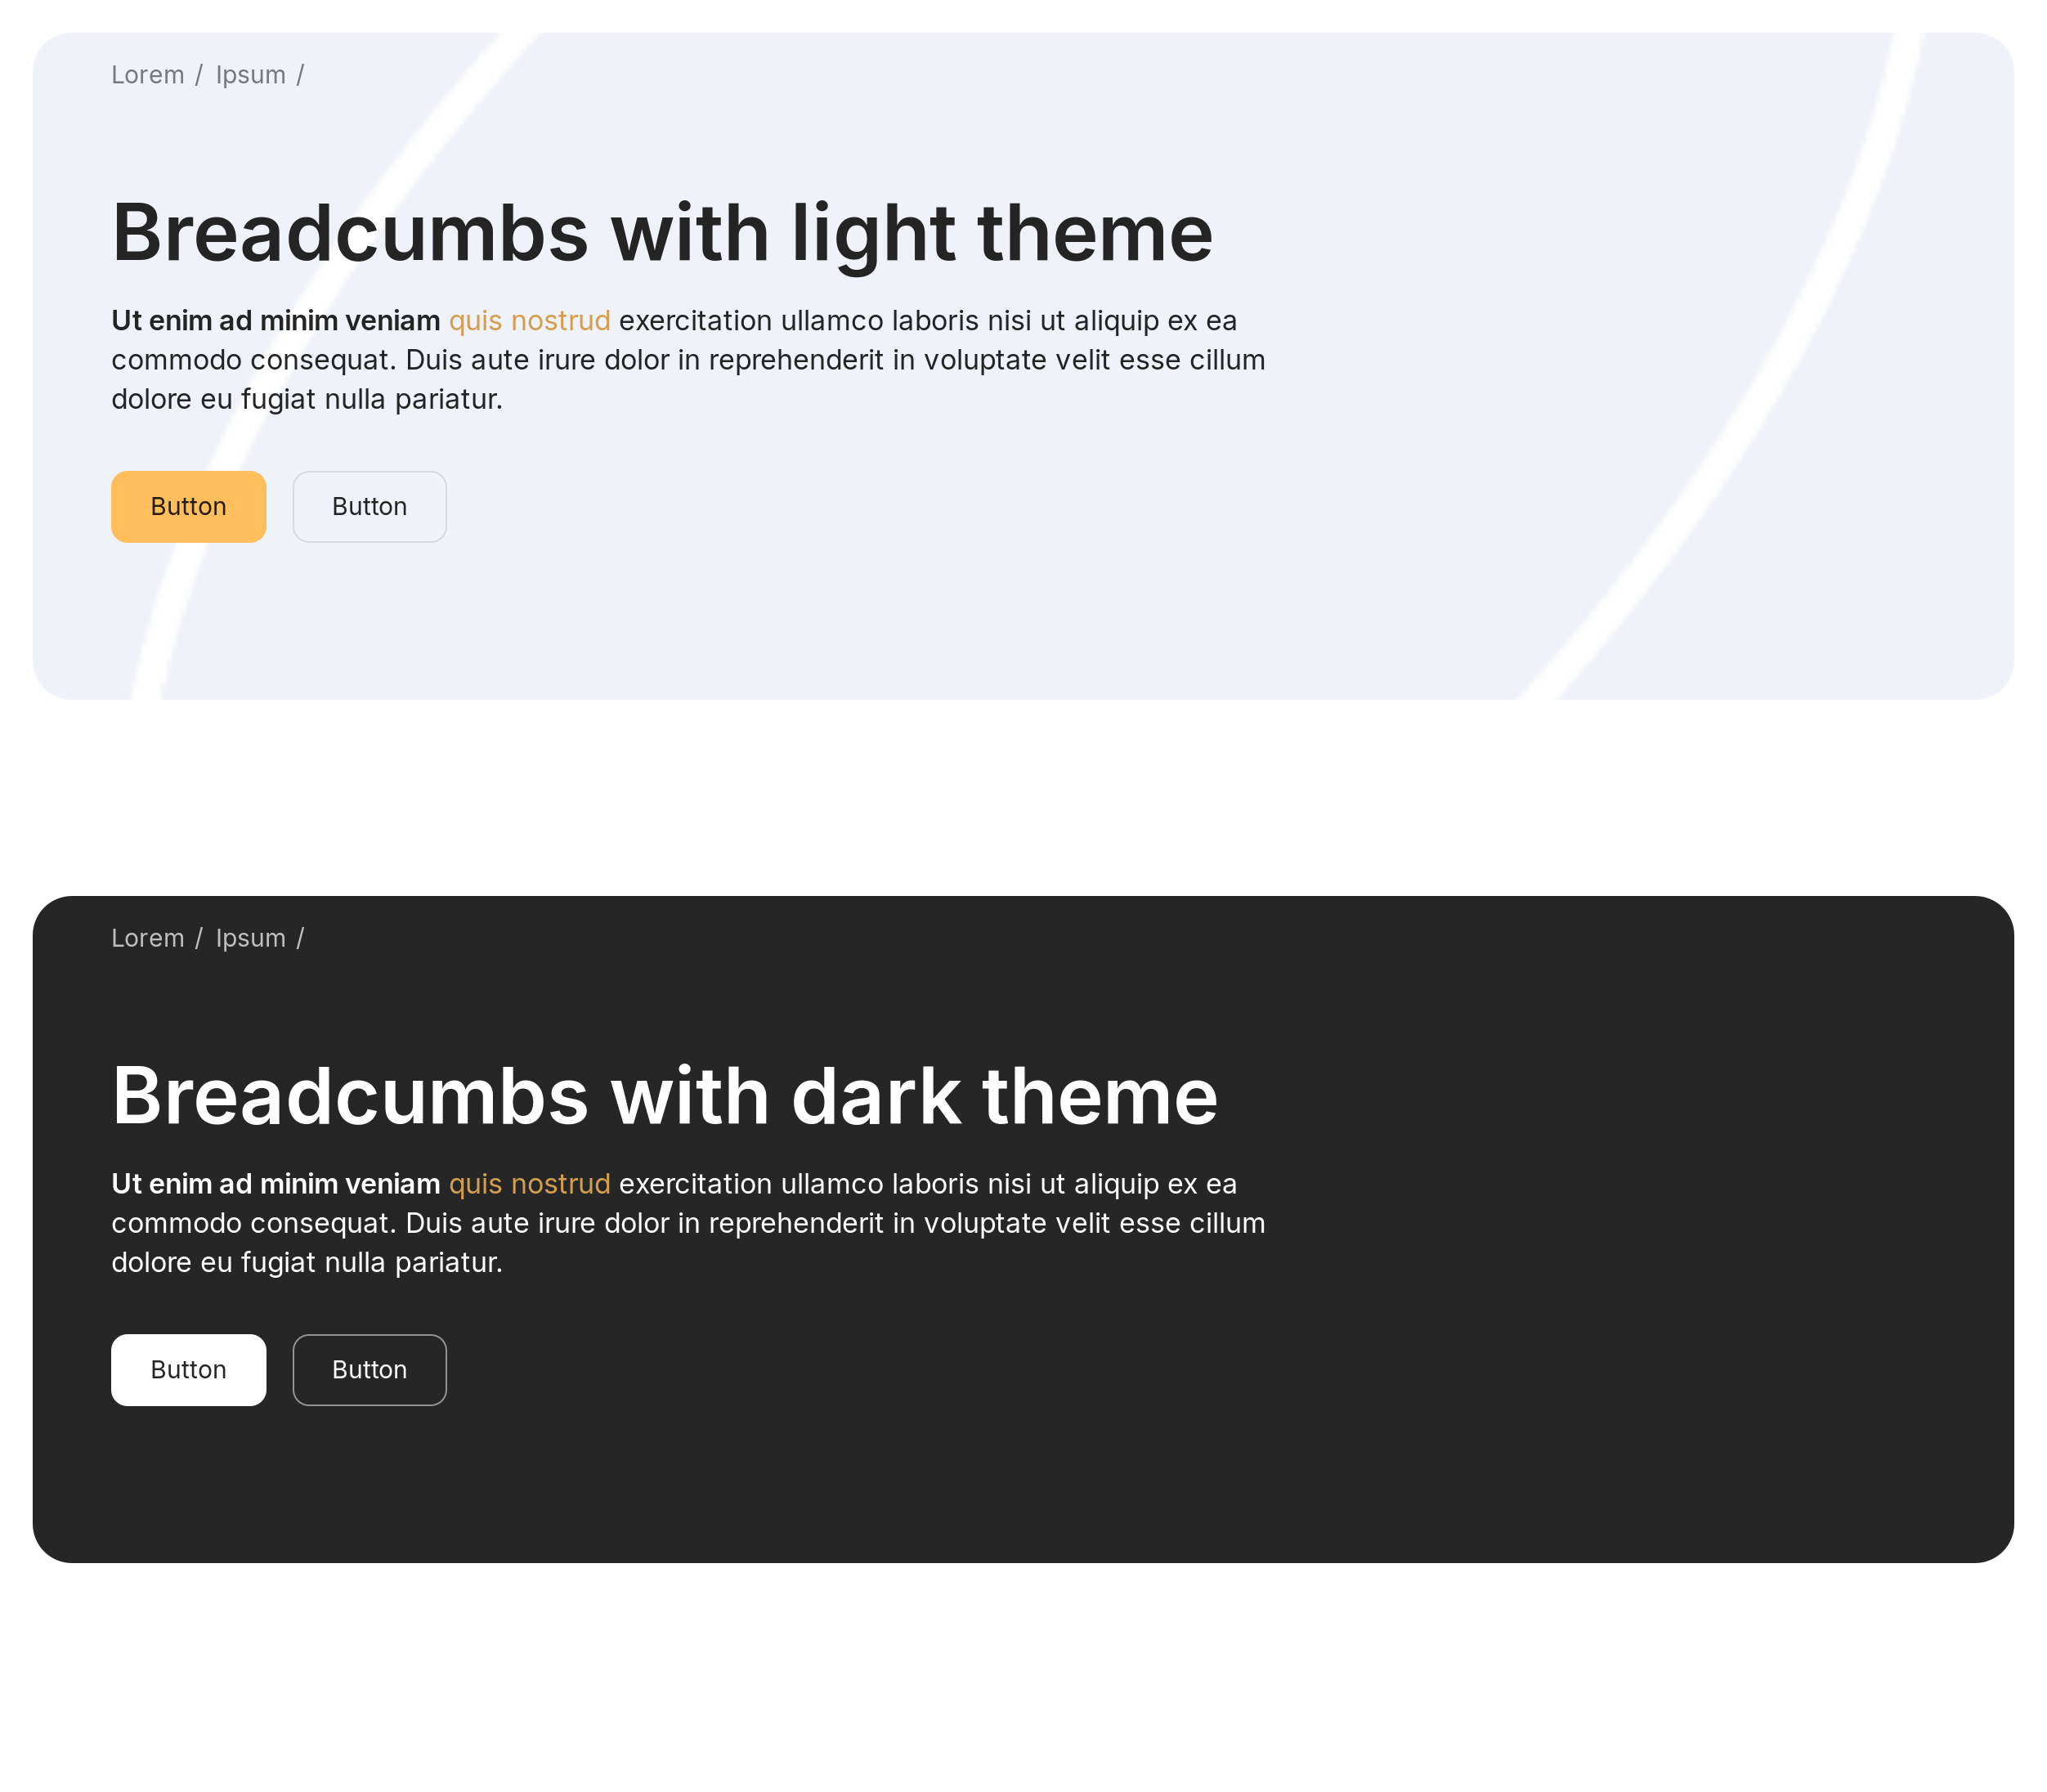 Lorem / Ipsum /
Breadcumbs with light theme
Ut enim ad minim veniam quis nostrud exercitation ullamco laboris nisi ut aliquip ex ea
commodo consequat. Duis aute irure dolor in reprehenderit in voluptate velit esse cillum
dolore eu fugiat nulla pariatur.
Button Button
Lorem / Ipsum /
Breadcumbs with dark theme
Ut enim ad minim veniam quis nostrud exercitation ullamco laboris nisi ut aliquip ex ea
commodo consequat. Duis aute irure dolor in reprehenderit in voluptate velit esse cillum
dolore eu fugiat nulla pariatur.
Button Button